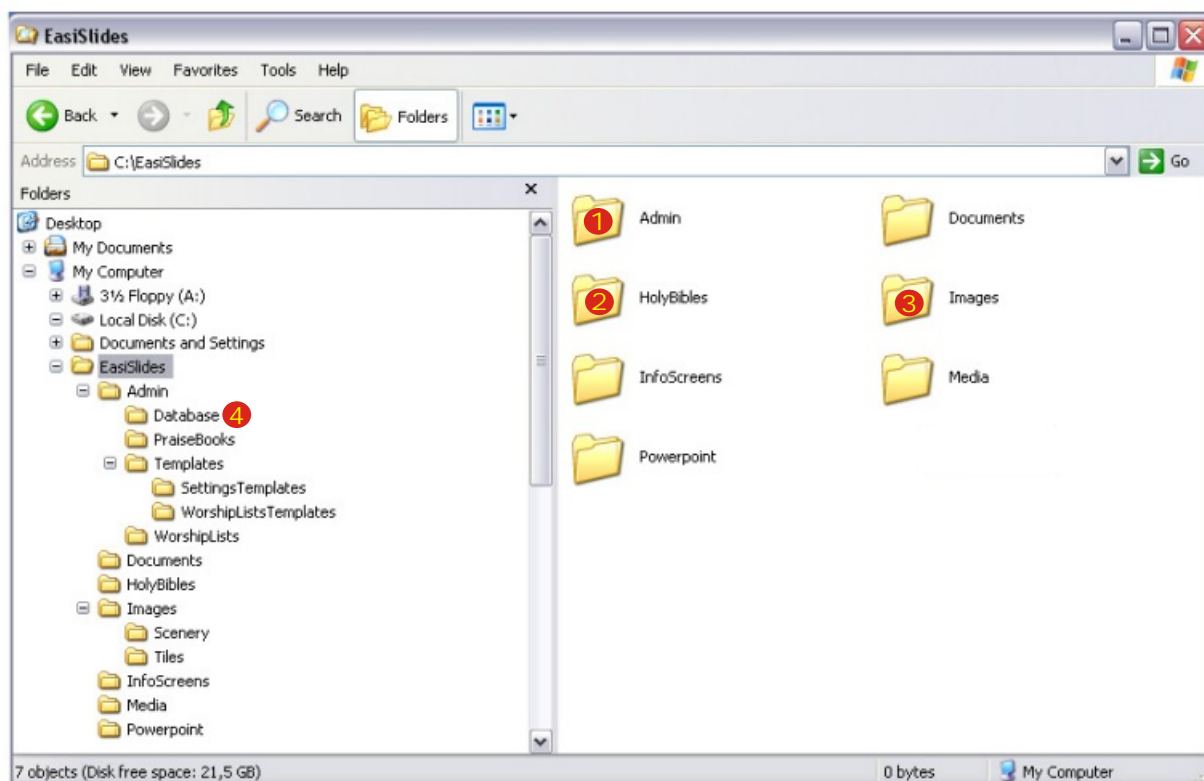 EasiSlides
File Edit View Favorites Tools Help
Back Search Folders
Address C:\EasiSlides Go
Folders
Desktop
My Documents
My Computer
3½ Floppy (A:)
Local Disk (C:)
Documents and Settings
EasiSlides
Admin
Database 4
PraiseBooks
Templates
SettingsTemplates
WorshipListsTemplates
WorshipLists
Documents
HolyBibles
Images
Scenery
Tiles
InfoScreens
Media
Powerpoint
1 Admin
Documents
2 HolyBibles
3 Images
InfoScreens
Media
Powerpoint
7 objects (Disk free space: 21,5 GB) 0 bytes My Computer